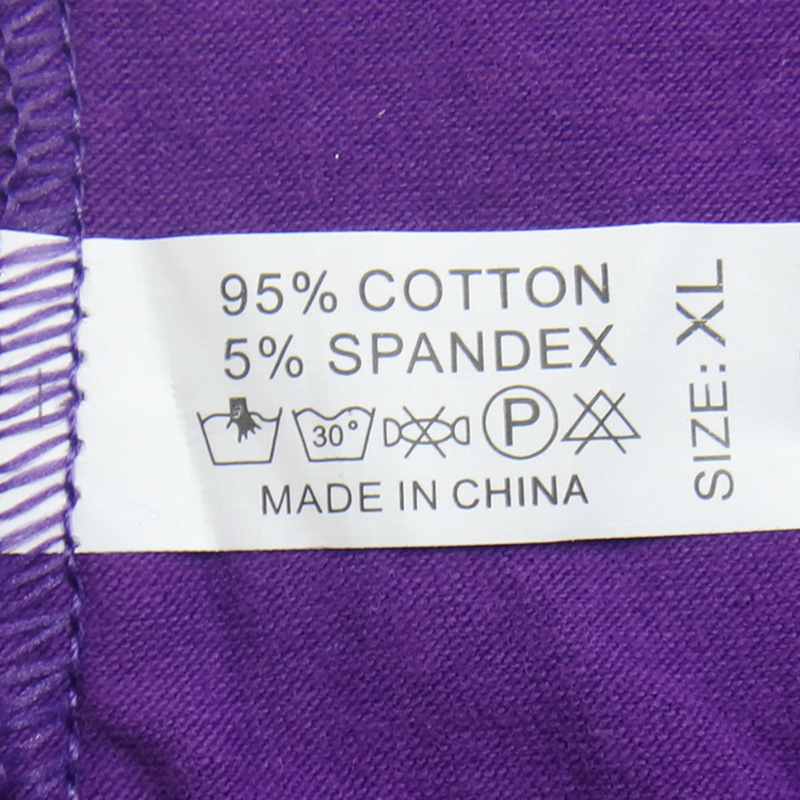 95% COTTON
5% SPANDEX
30°
P
MADE IN CHINA
SIZE: XL